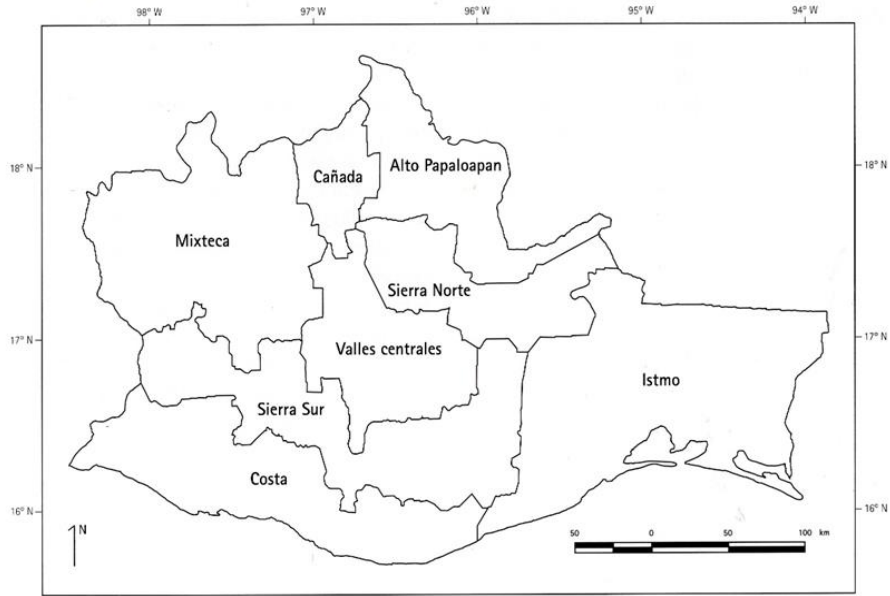 98° W 97° W 96° W 95° W 94° W
18° N 18° N
Cañada
Alto Papaloapan
Mixteca
Sierra Norte
17° N 17° N
Valles centrales
Istmo
Sierra Sur
Costa
16° N 16° N
N
50 0 50 100 km